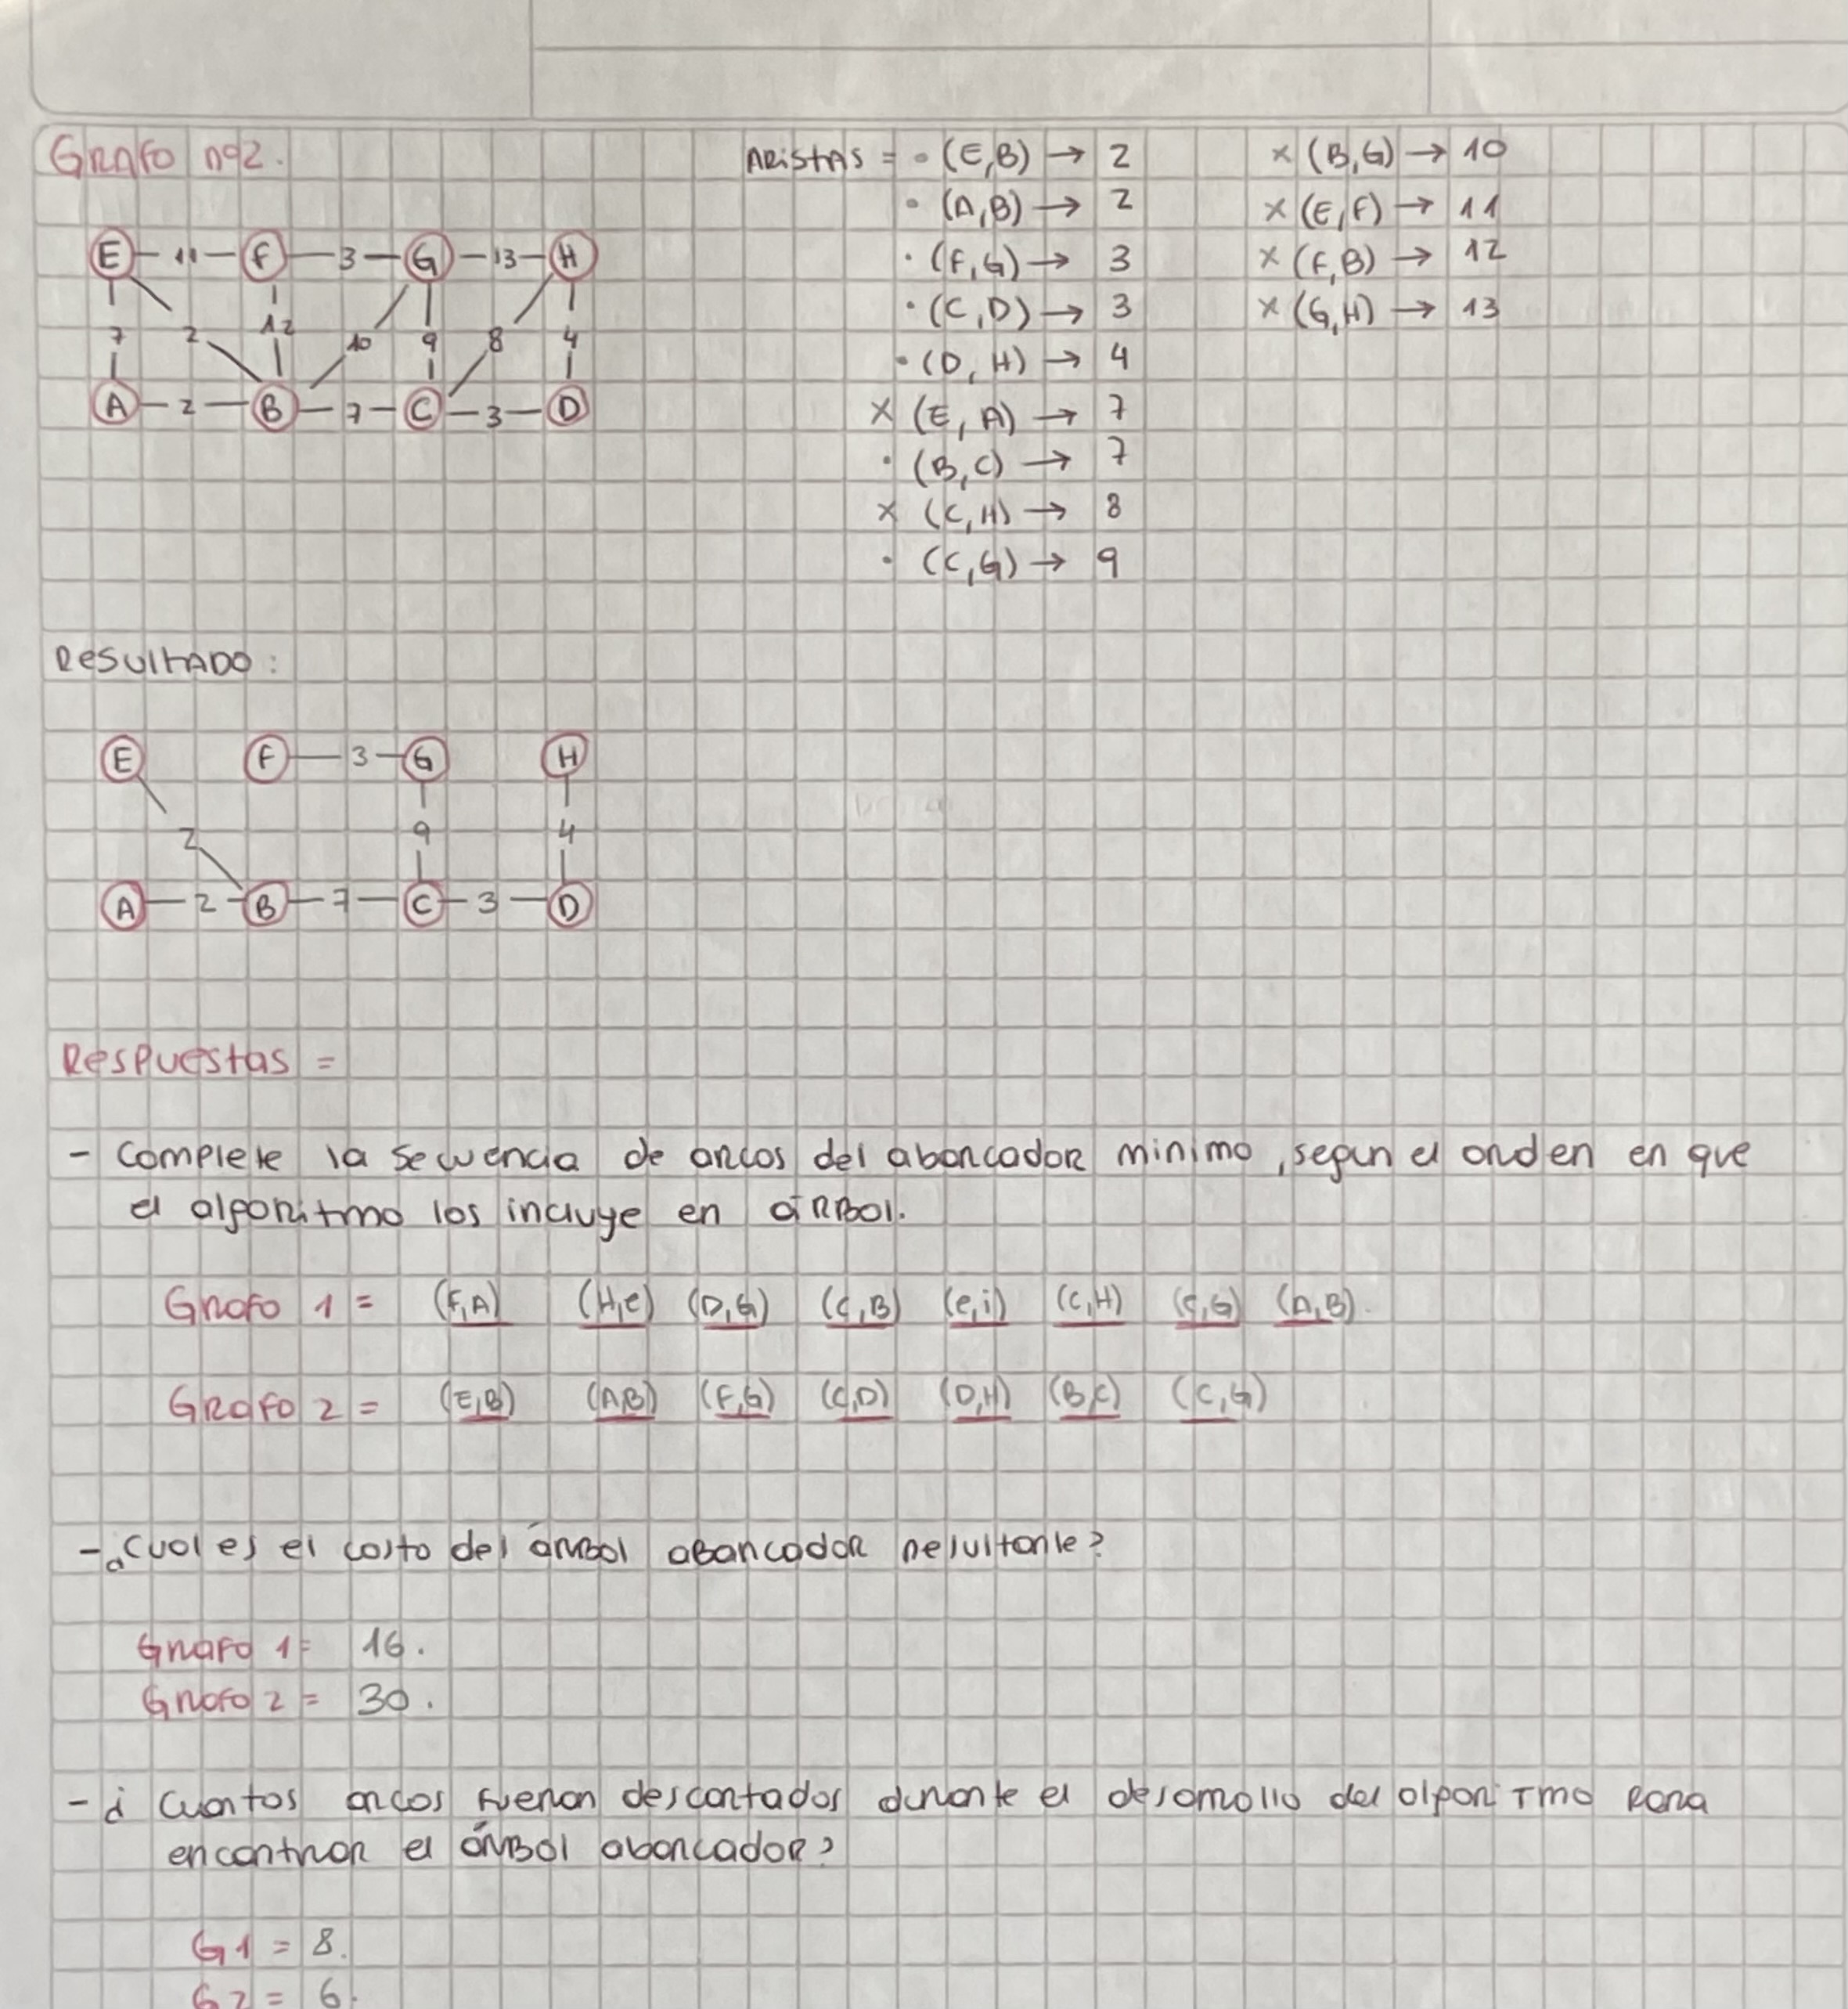 Grafo nº2.
Aristas = • (E,B) → 2
• (A,B) → 2
• (F,G) → 3
• (C,D) → 3
• (D,H) → 4
× (E,A) → 7
• (B,C) → 7
× (C,H) → 8
• (C,G) → 9
× (B,G) → 10
× (E,F) → 11
× (F,B) → 12
× (G,H) → 13
E - 11 - F - 3 - G - 13 - H
7 2 12 10 9 8 4
A - 2 - B - 7 - C - 3 - D
Resultado:
E F - 3 - G H
2 9 4
A - 2 - B - 7 - C - 3 - D
Respuestas =
- Complete la secuencia de arcos del abarcador minimo, segun el orden en que
el algoritmo los incluye en árbol.
Grafo 1 = (F,A) (H,e) (D,G) (C,B) (e,i) (C,H) (C,G) (A,B).
Grafo 2 = (E,B) (A,B) (F,G) (C,D) (D,H) (B,C) (C,G)
- ¿Cual es el costo del árbol abarcador resultante?
Grafo 1 = 16.
Grafo 2 = 30.
- ¿Cuantos arcos fueron descartados durante el desarrollo del algoritmo para
encontrar el árbol abarcador?
G1 = 8.
G2 = 6.